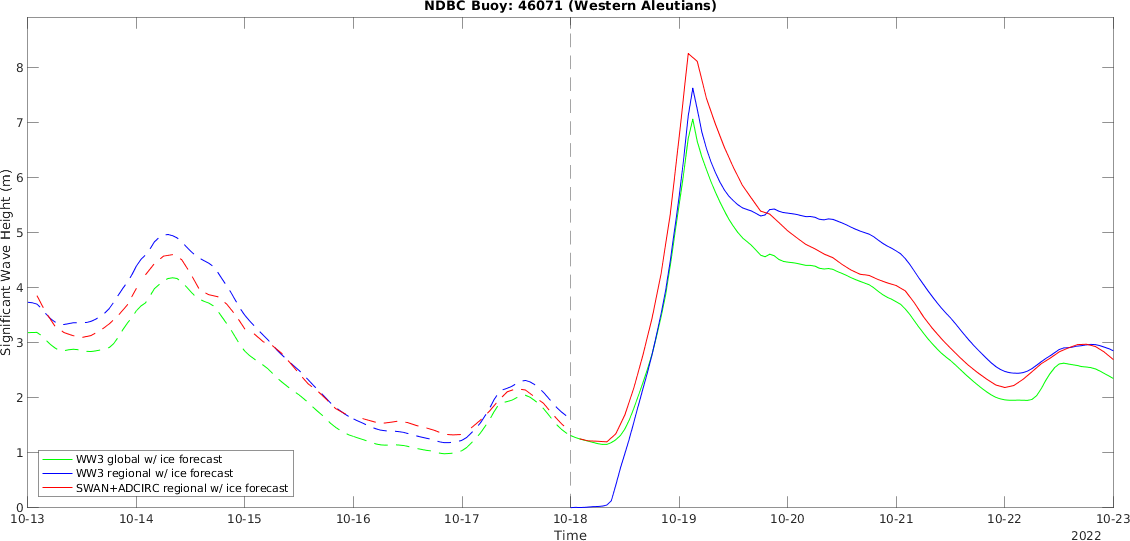 NDBC Buoy: 46071 (Western Aleutians)
Significant Wave Height (m)
8
7
6
5
4
3
2
1
0
WW3 global w/ ice forecast
WW3 regional w/ ice forecast
SWAN+ADCIRC regional w/ ice forecast
10-13 10-14 10-15 10-16 10-17 10-18 10-19 10-20 10-21 10-22 10-23
Time
2022